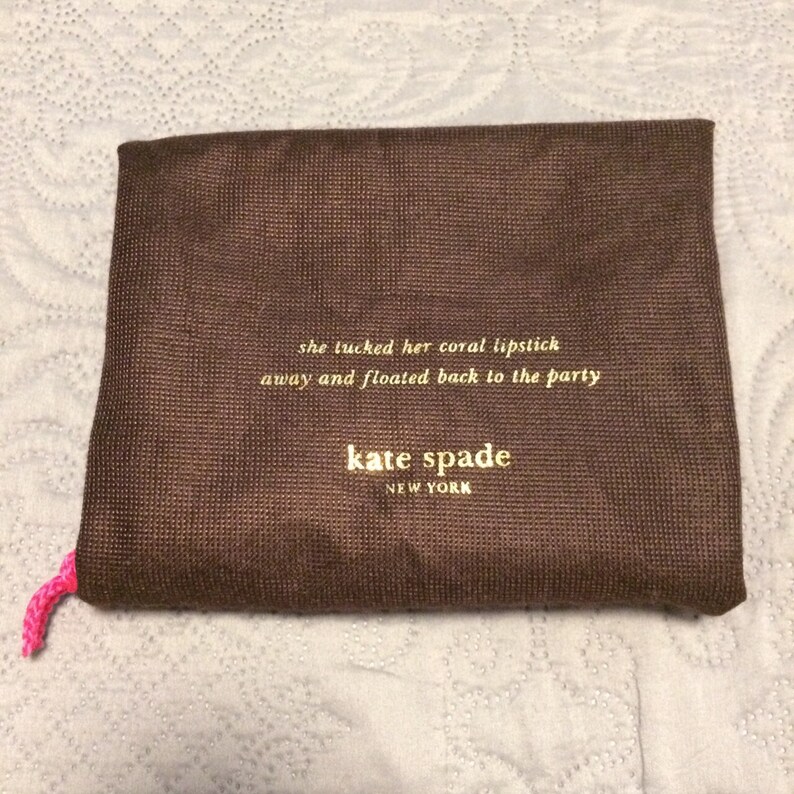 she tucked her coral lipstick
away and floated back to the party
kate spade
NEW YORK